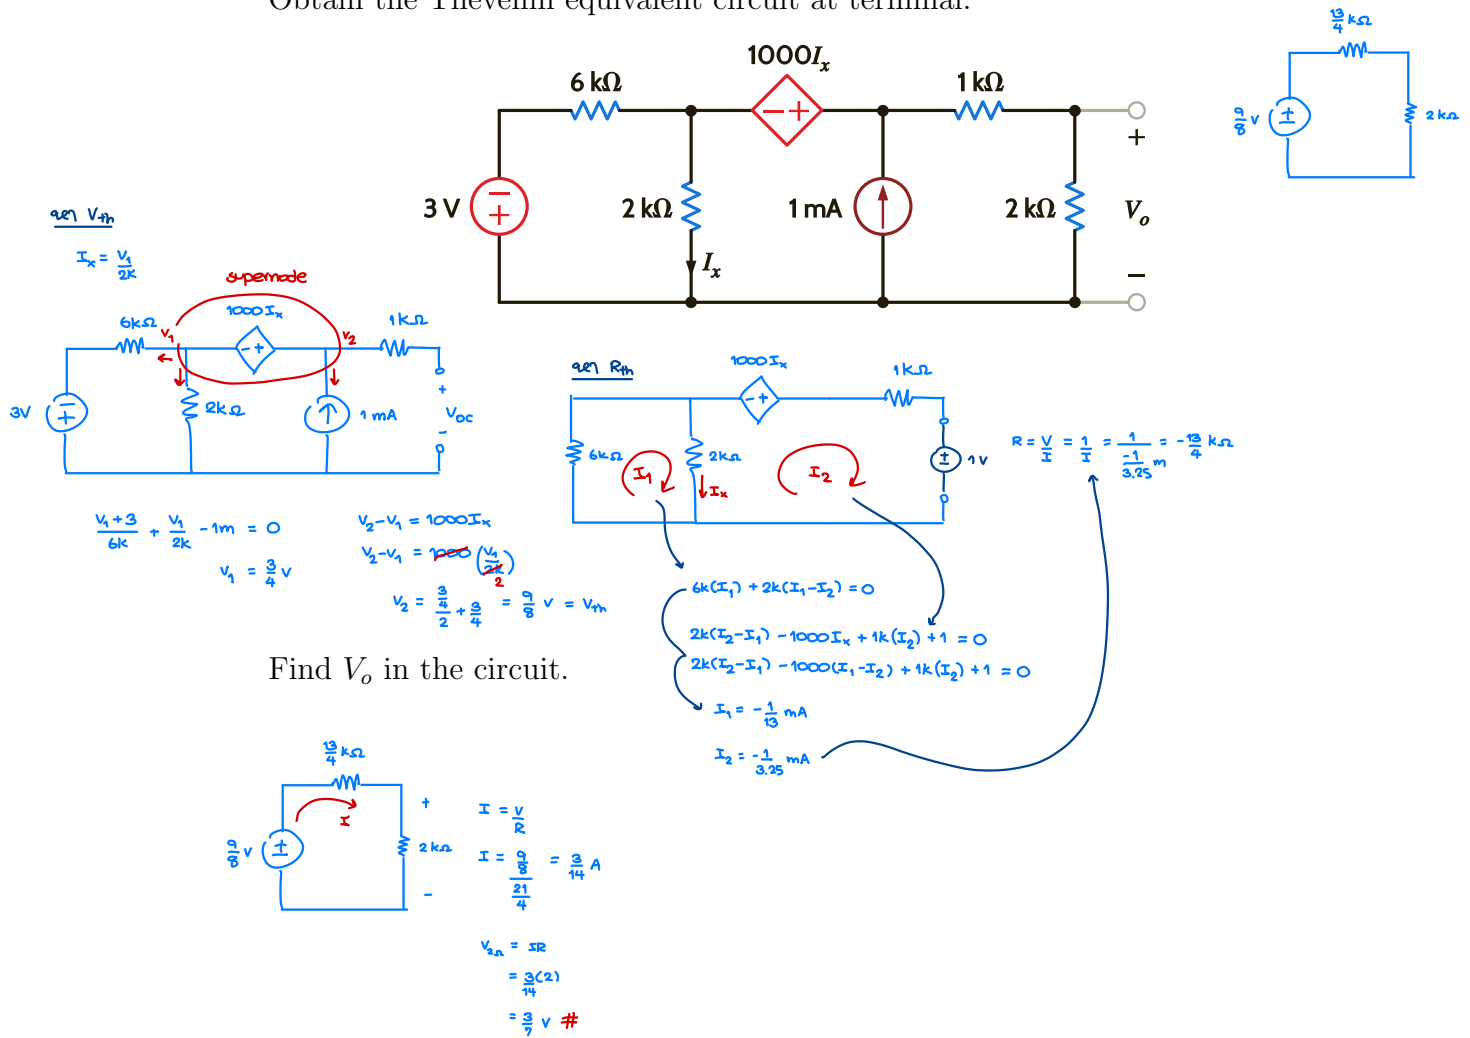 Obtain the Thevenin equivalent circuit at terminal.
13/4 kΩ
9/8 V
2 kΩ
1000Ix
6 kΩ
1 kΩ
3 V
2 kΩ
1 mA
2 kΩ
Vo
+
−
Ix
Vth
Ix = V1/2k
supernode
6kΩ
V1
1000Ix
V2
1kΩ
3V
2kΩ
1 mA
+
Voc
-
(V1+3)/6k + V1/2k - 1m = 0
V1 = 3/4 V
V2-V1 = 1000Ix
V2-V1 = 1000 (V1/2k)
2
V2 = (3/4)/2 + 3/4 = 9/8 V = Vth
Rth
1000Ix
1kΩ
6kΩ
I1
2kΩ
Ix
I2
1V
R = V/I = 1/I = 1/(-1/3.25 m) = -13/4 kΩ
6k(I1) + 2k(I1-I2) = 0
2k(I2-I1) - 1000Ix + 1k(I2) + 1 = 0
2k(I2-I1) - 1000(I1-I2) + 1k(I2) + 1 = 0
I1 = -1/13 mA
I2 = -1/3.25 mA
Find Vo in the circuit.
13/4 kΩ
I
9/8 V
2 kΩ
+
-
I = V/R
I = (9/8)/(21/4) = 3/14 A
V2Ω = IR
= 3/14(2)
= 3/7 V #